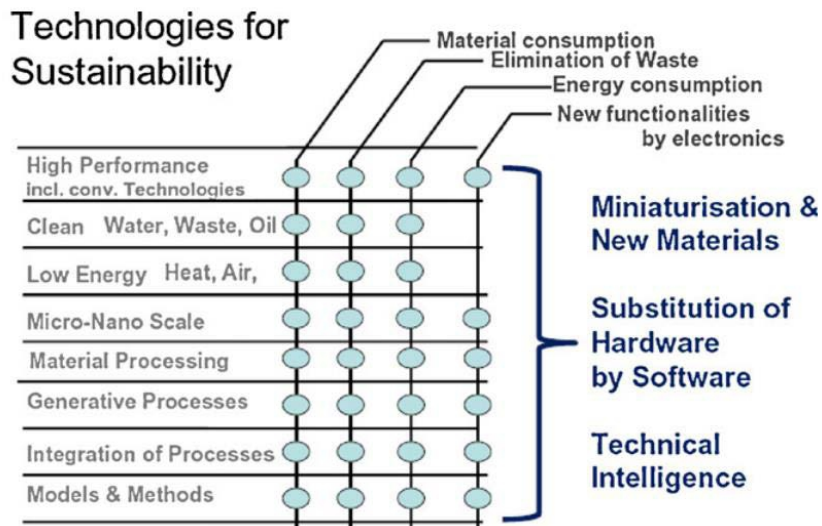 Technologies for
Sustainability
Material consumption
Elimination of Waste
Energy consumption
New functionalities
by electronics
High Performance
incl. conv. Technologies
Clean Water, Waste, Oil
Low Energy Heat, Air,
Micro-Nano Scale
Material Processing
Generative Processes
Integration of Processes
Models & Methods
Miniaturisation &
New Materials
Substitution of
Hardware
by Software
Technical
Intelligence